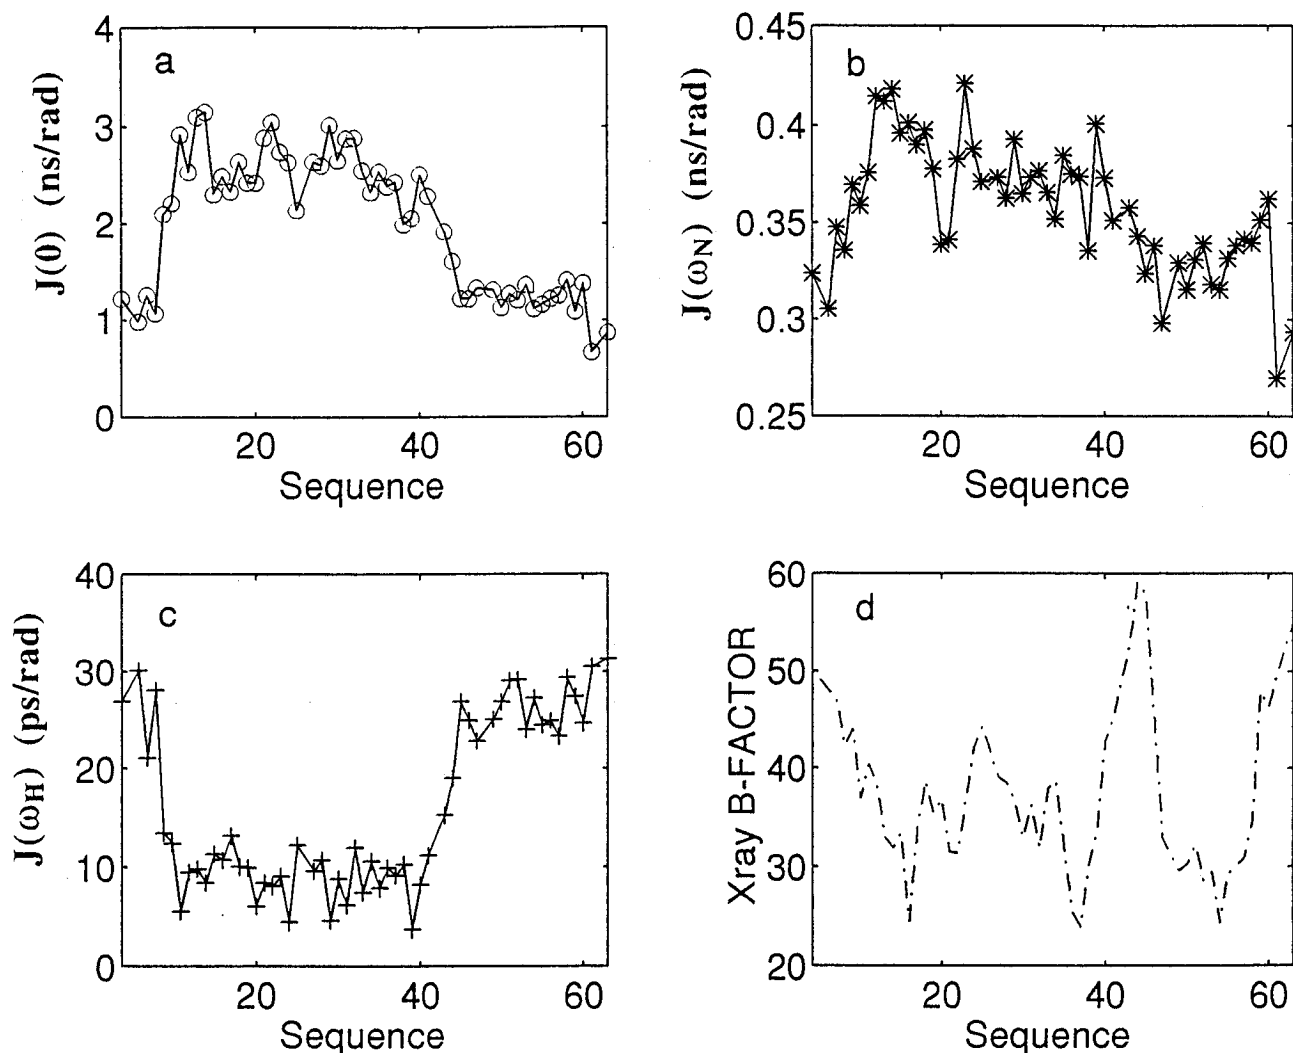 a
J(0) (ns/rad)
4
3
2
1
0
20
40
60
Sequence
b
J(ωN) (ns/rad)
0.45
0.4
0.35
0.3
0.25
20
40
60
Sequence
c
J(ωH) (ps/rad)
40
30
20
10
0
20
40
60
Sequence
d
Xray B-FACTOR
60
50
40
30
20
20
40
60
Sequence